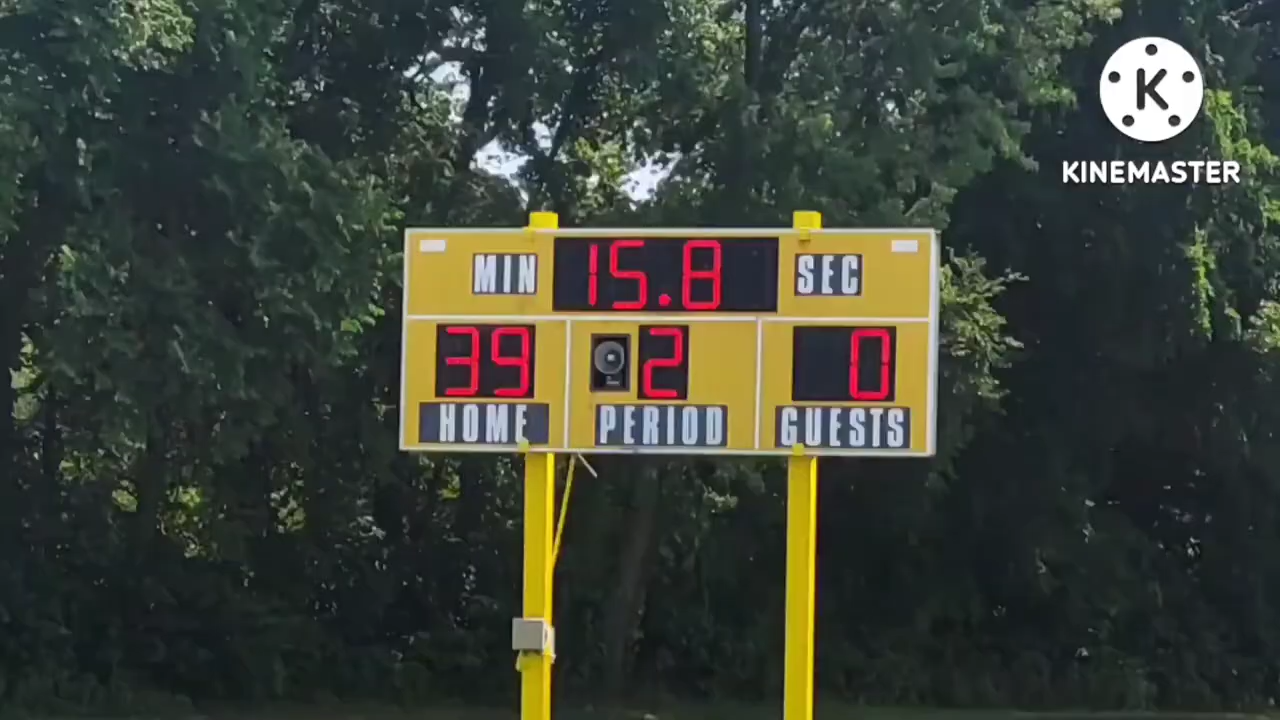 K
KINEMASTER
MIN 15.8 SEC
39 2 0
HOME PERIOD GUESTS